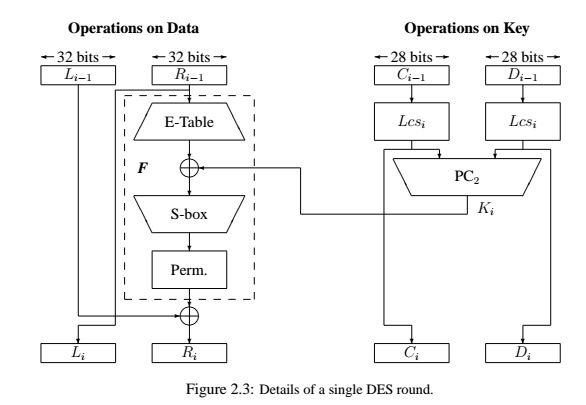 Operations on Data Operations on Key
32 bits 32 bits 28 bits 28 bits
L_{i−1} R_{i−1} C_{i−1} D_{i−1}
E-Table Lcs_i Lcs_i
F PC_2
S-box K_i
Perm.
L_i R_i C_i D_i
Figure 2.3: Details of a single DES round.